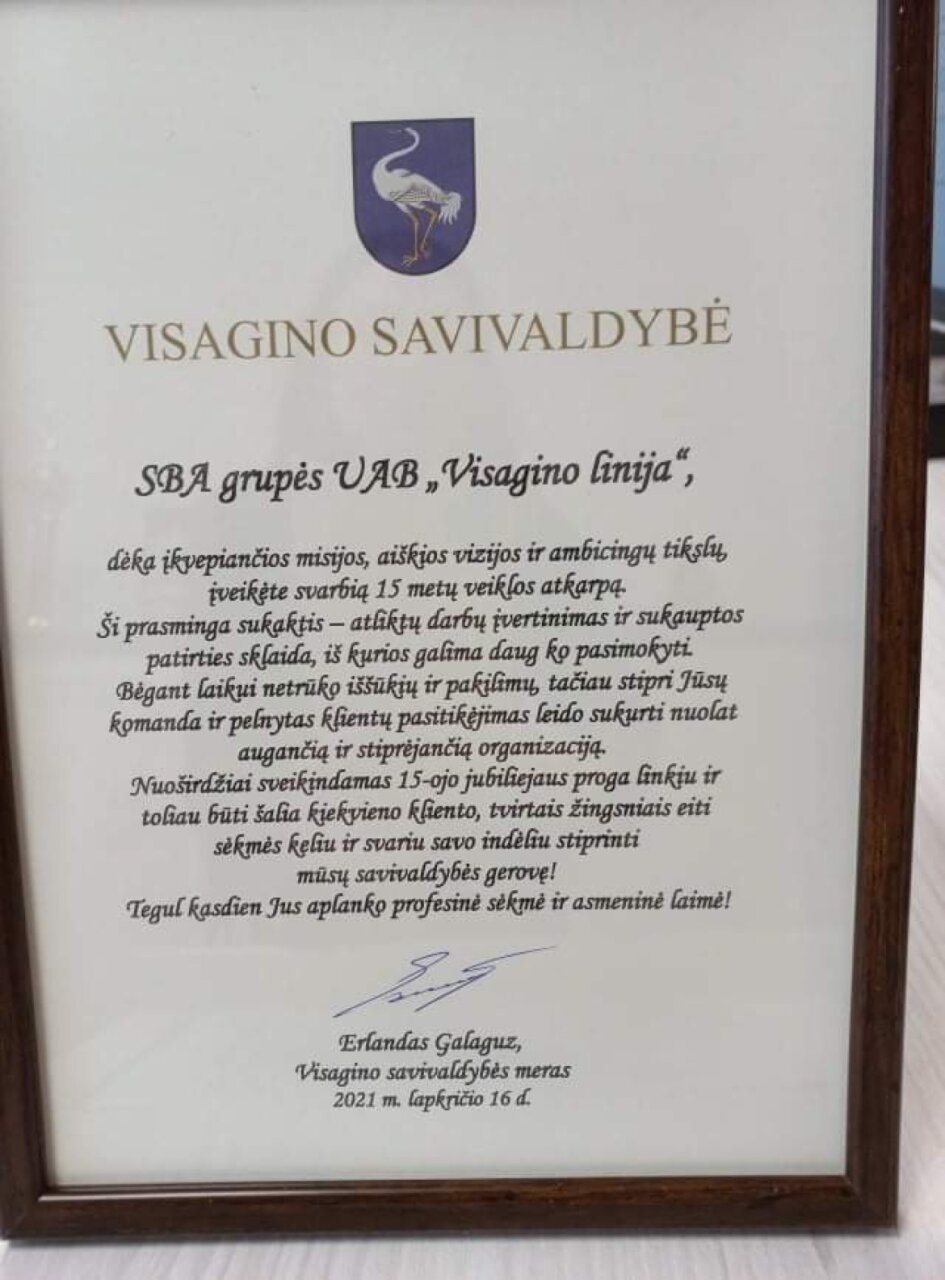 VISAGINO SAVIVALDYBĖ
SBA grupės UAB „Visagino linija“,
dėka įkvepiančios misijos, aiškios vizijos ir ambicingų tikslų,
įveikėte svarbią 15 metų veiklos atkarpą.
Ši prasminga sukaktis – atliktų darbų įvertinimas ir sukauptos
patirties sklaida, iš kurios galima daug ko pasimokyti.
Bėgant laikui netrūko iššūkių ir pakilimų, tačiau stipri Jūsų
komanda ir pelnytas klientų pasitikėjimas leido sukurti nuolat
augančią ir stiprėjančią organizaciją.
Nuoširdžiai sveikindamas 15-ojo jubiliejaus proga linkiu ir
toliau būti šalia kiekvieno kliento, tvirtais žingsniais eiti
sėkmės keliu ir svariu savo indėliu stiprinti
mūsų savivaldybės gerovę!
Tegul kasdien Jus aplanko profesinė sėkmė ir asmeninė laimė!
Erlandas Galaguz,
Visagino savivaldybės meras
2021 m. lapkričio 16 d.